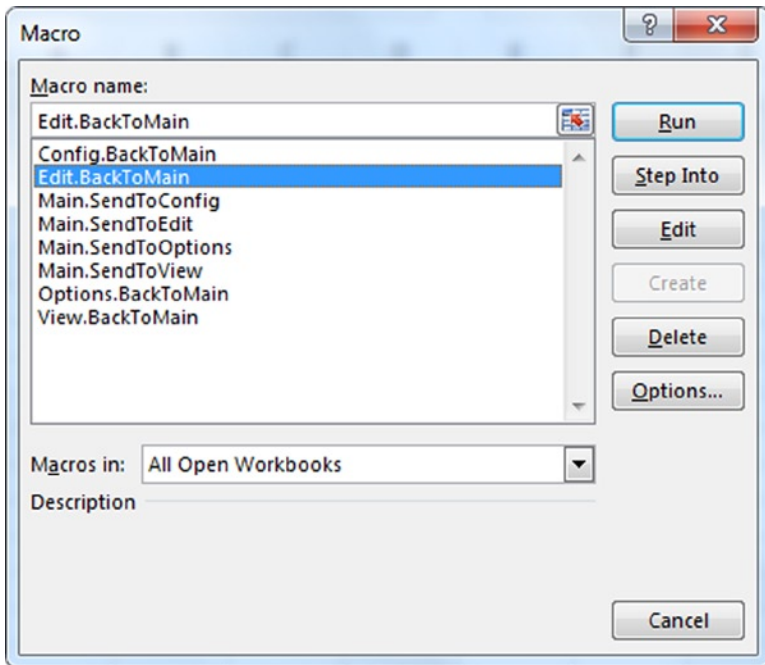 Macro
Macro name:
Edit.BackToMain
Config.BackToMain
Edit.BackToMain
Main.SendToConfig
Main.SendToEdit
Main.SendToOptions
Main.SendToView
Options.BackToMain
View.BackToMain
Run
Step Into
Edit
Create
Delete
Options...
Macros in: All Open Workbooks
Description
Cancel